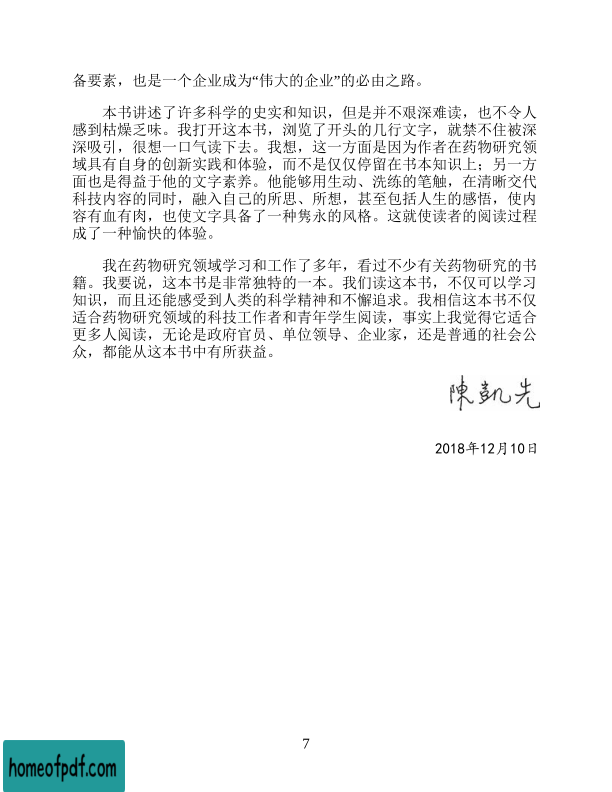 备要素，也是一个企业成为“伟大的企业”的必由之路。
本书讲述了许多科学的史实和知识，但是并不艰深难读，也不令人
感到枯燥乏味。我打开这本书，浏览了开头的几行文字，就禁不住被深
深吸引，很想一口气读下去。我想，这一方面是因为作者在药物研究领
域具有自身的创新实践和体验，而不是仅仅停留在书本知识上；另一方
面也是得益于他的文字素养。他能够用生动、洗练的笔触，在清晰交代
科技内容的同时，融入自己的所思、所想，甚至包括人生的感悟，使内
容有血有肉，也使文字具备了一种隽永的风格。这就使读者的阅读过程
成了一种愉快的体验。
我在药物研究领域学习和工作了多年，看过不少有关药物研究的书
籍。我要说，这本书是非常独特的一本。我们读这本书，不仅可以学习
知识，而且还能感受到人类的科学精神和不懈追求。我相信这本书不仅
适合药物研究领域的科技工作者和青年学生阅读，事实上我觉得它适合
更多人阅读，无论是政府官员、单位领导、企业家，还是普通的社会公
众，都能从这本书中有所获益。
陳凱先
2018年12月10日
7
homeofpdf.com